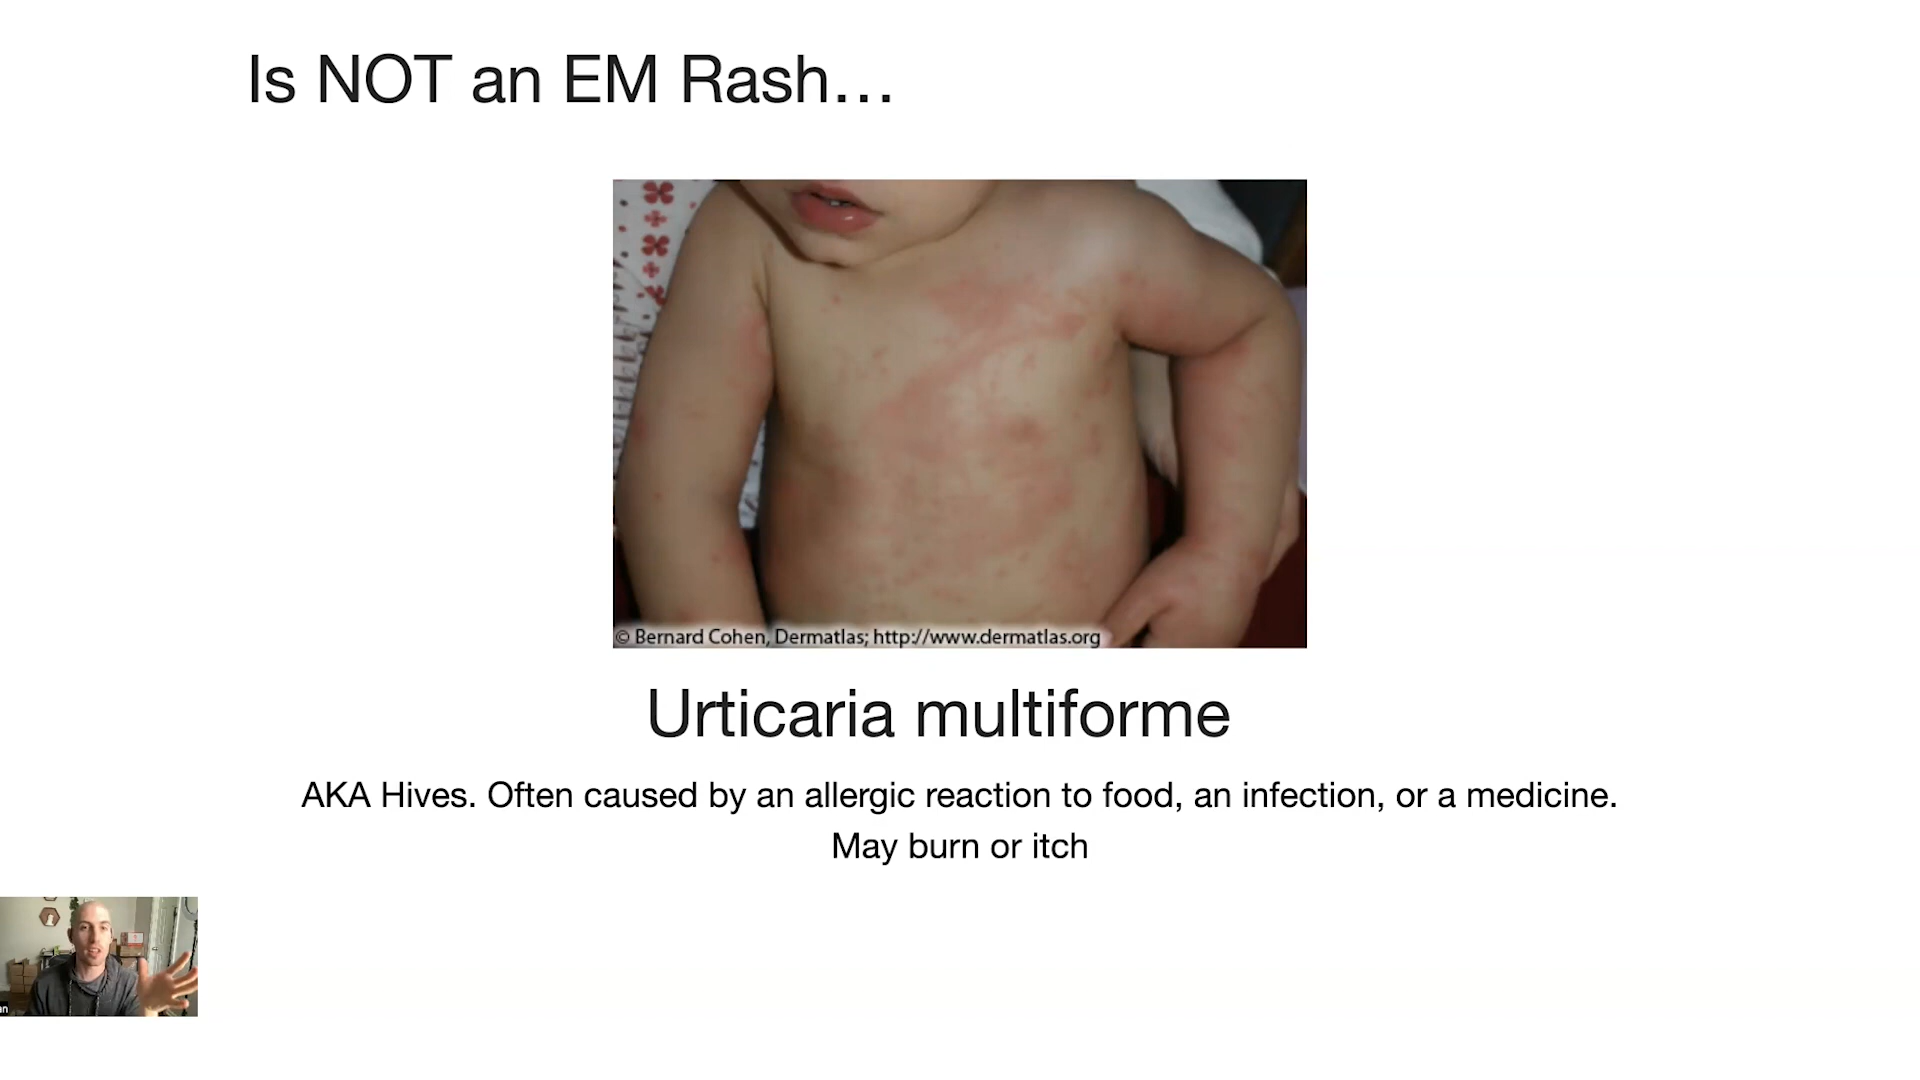 Is NOT an EM Rash…
© Bernard Cohen, Dermatlas; http://www.dermatlas.org
Urticaria multiforme
AKA Hives. Often caused by an allergic reaction to food, an infection, or a medicine.
May burn or itch